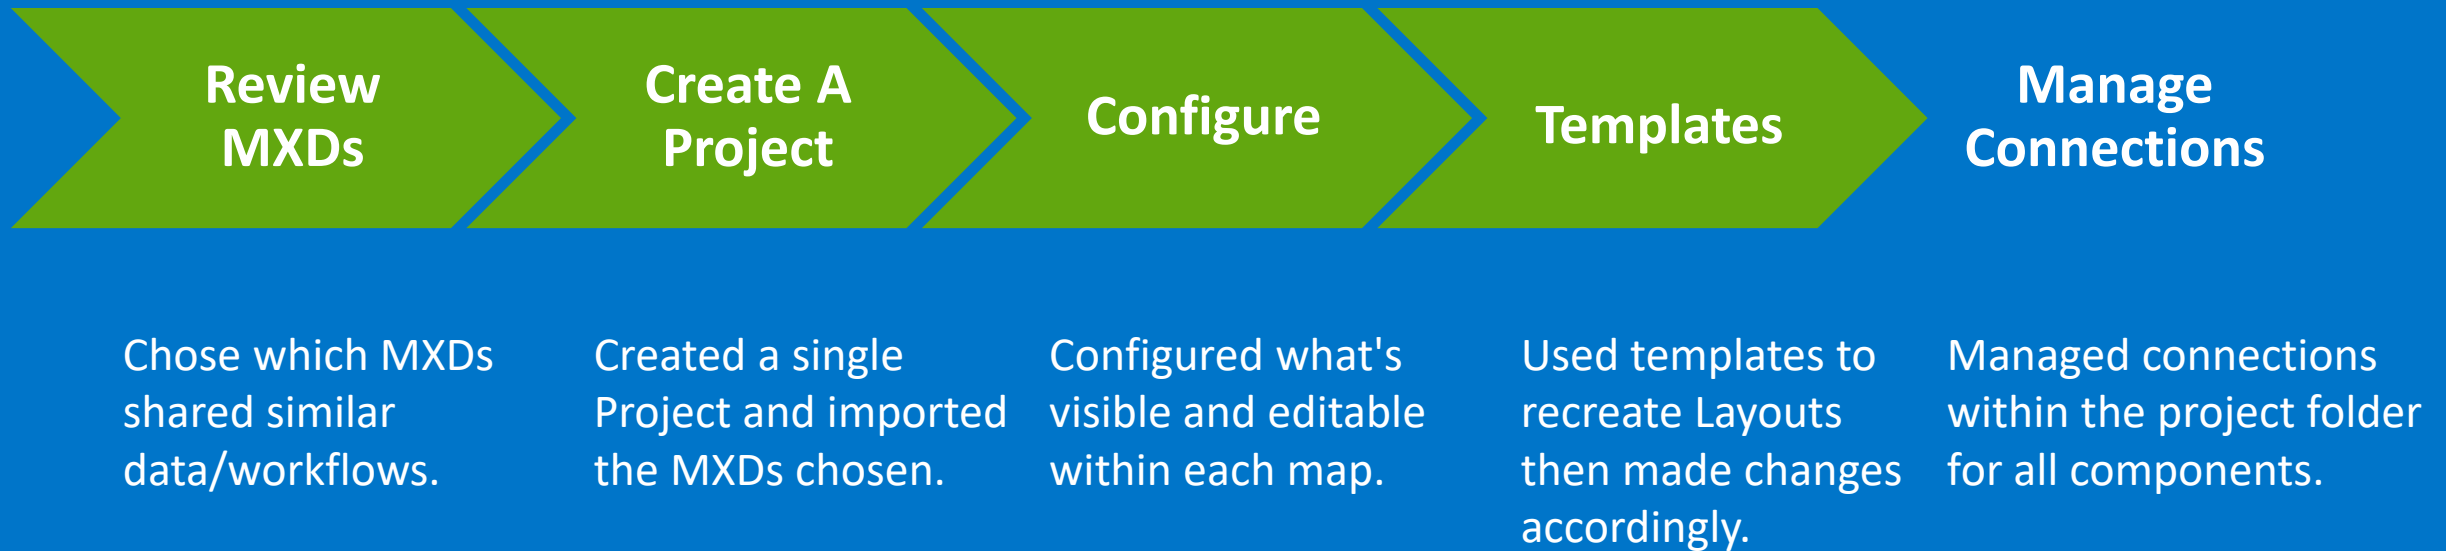 Review
MXDs
Create A
Project
Configure
Templates
Manage
Connections
Chose which MXDs
shared similar
data/workflows.
Created a single
Project and imported
the MXDs chosen.
Configured what's
visible and editable
within each map.
Used templates to
recreate Layouts
then made changes
accordingly.
Managed connections
within the project folder
for all components.